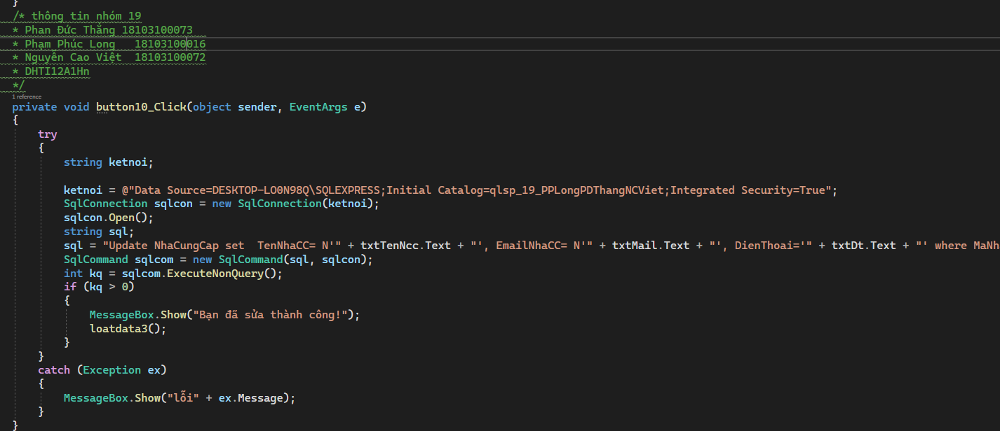 }
/* thông tin nhóm 19
* Phan Đức Thắng 18103100073
* Phạm Phúc Long   18103100016
* Nguyễn Cao Việt  18103100072
* DHTI12A1Hn
*/
1 reference
private void button10_Click(object sender, EventArgs e)
{
try
{
string ketnoi;
ketnoi = @"Data Source=DESKTOP-LO0N98Q\SQLEXPRESS;Initial Catalog=qlsp_19_PPLongPDThangNCViet;Integrated Security=True";
SqlConnection sqlcon = new SqlConnection(ketnoi);
sqlcon.Open();
string sql;
sql = "Update NhaCungCap set  TenNhaCC= N'" + txtTenNcc.Text + "', EmailNhaCC= N'" + txtMail.Text + "', DienThoai='" + txtDt.Text + "' where MaNh
SqlCommand sqlcom = new SqlCommand(sql, sqlcon);
int kq = sqlcom.ExecuteNonQuery();
if (kq > 0)
{
MessageBox.Show("Bạn đã sửa thành công!");
loatdata3();
}
}
catch (Exception ex)
{
MessageBox.Show("lỗi" + ex.Message);
}
}